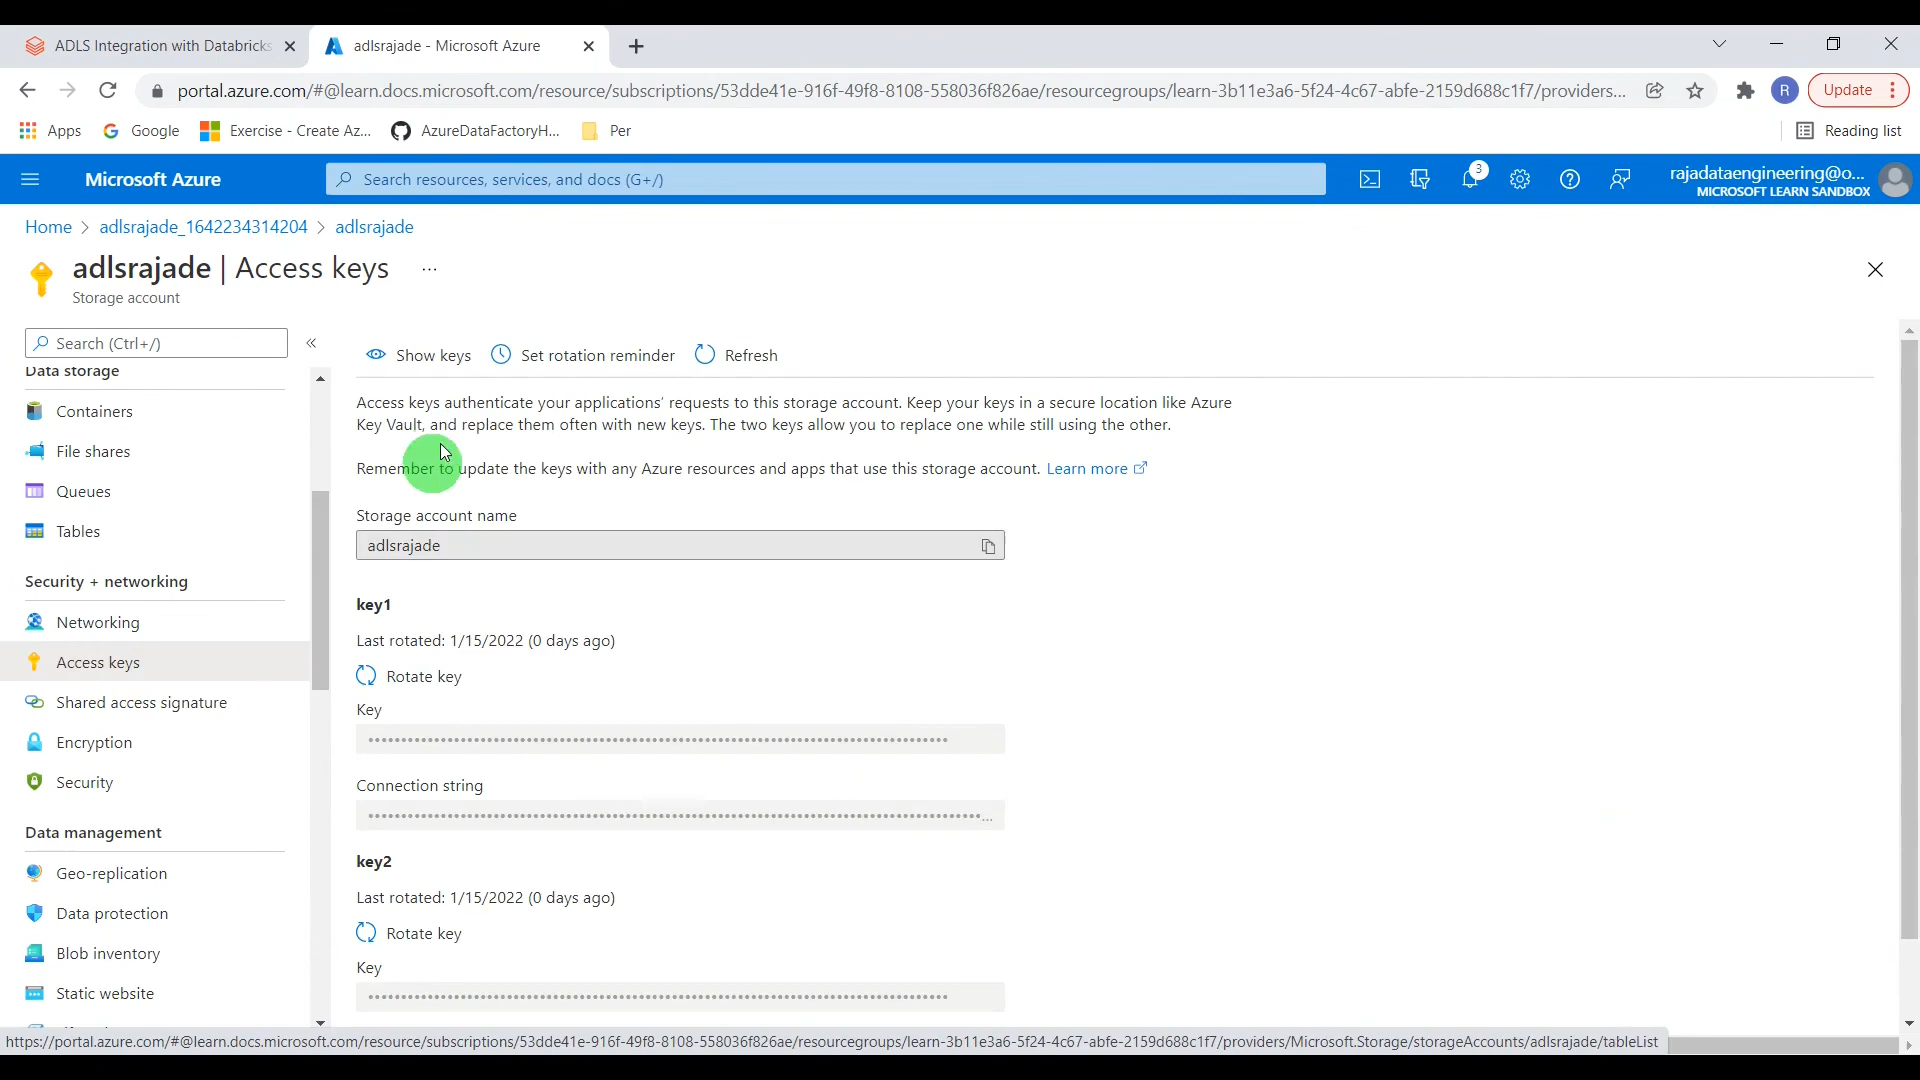 ADLS Integration with Databricks
adlsrajade - Microsoft Azure
portal.azure.com/#@learn.docs.microsoft.com/resource/subscriptions/53dde41e-916f-49f8-8108-558036f826ae/resourcegroups/learn-3b11e3a6-5f24-4c67-abfe-2159d688c1f7/providers...
R
Update
Apps
Google
Exercise - Create Az...
AzureDataFactoryH...
Per
Reading list
Microsoft Azure
Search resources, services, and docs (G+/)
3
rajadataengineering@o...
MICROSOFT LEARN SANDBOX
Home > adlsrajade_1642234314204 > adlsrajade
adlsrajade | Access keys ...
Storage account
Search (Ctrl+/)
Data storage
Containers
File shares
Queues
Tables
Security + networking
Networking
Access keys
Shared access signature
Encryption
Security
Data management
Geo-replication
Data protection
Blob inventory
Static website
Show keys
Set rotation reminder
Refresh
Access keys authenticate your applications' requests to this storage account. Keep your keys in a secure location like Azure
Key Vault, and replace them often with new keys. The two keys allow you to replace one while still using the other.
Remember to update the keys with any Azure resources and apps that use this storage account. Learn more
Storage account name
adlsrajade
key1
Last rotated: 1/15/2022 (0 days ago)
Rotate key
Key
Connection string
key2
Last rotated: 1/15/2022 (0 days ago)
Rotate key
Key
https://portal.azure.com/#@learn.docs.microsoft.com/resource/subscriptions/53dde41e-916f-49f8-8108-558036f826ae/resourcegroups/learn-3b11e3a6-5f24-4c67-abfe-2159d688c1f7/providers/Microsoft.Storage/storageAccounts/adlsrajade/tableList